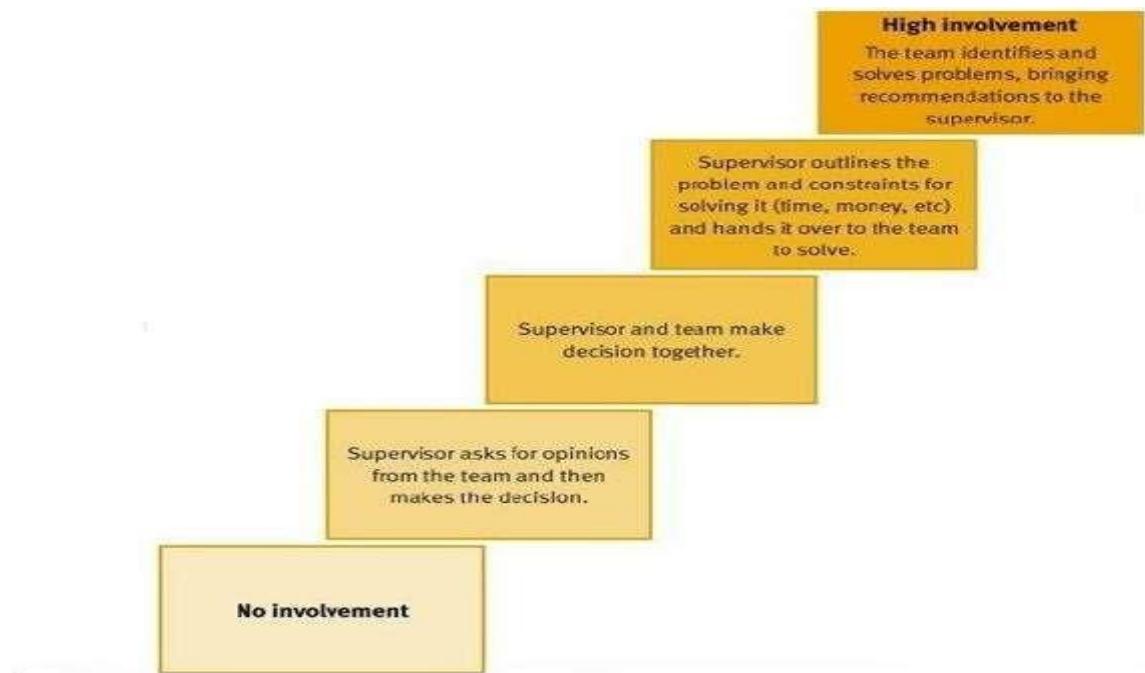 High involvement
The team identifies and
solves problems, bringing
recommendations to the
supervisor.
Supervisor outlines the
problem and constraints for
solving it (time, money, etc)
and hands it over to the team
to solve.
Supervisor and team make
decision together.
Supervisor asks for opinions
from the team and then
makes the decision.
No involvement